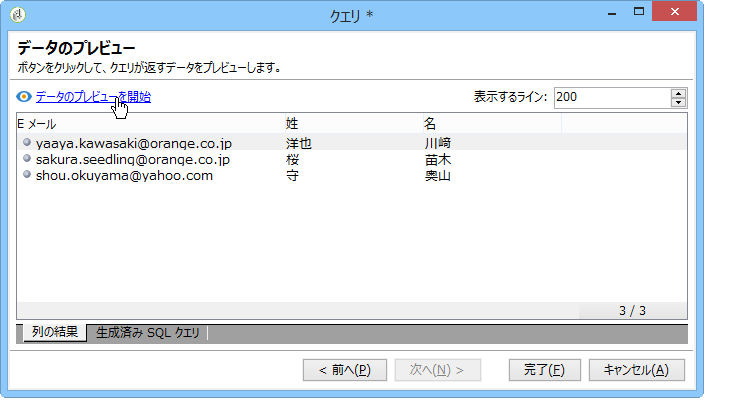 クエリ *
データのプレビュー
ボタンをクリックして、クエリが返すデータをプレビューします。
データのプレビューを開始 表示するライン: 200
E メール 姓 名
yaaya.kawasaki@orange.co.jp 洋也 川﨑
sakura.seedling@orange.co.jp 桜 苗木
shou.okuyama@yahoo.com 守 奥山
3 / 3
列の結果 生成済み SQL クエリ
< 前へ(P) 次へ(N) > 完了(F) キャンセル(A)